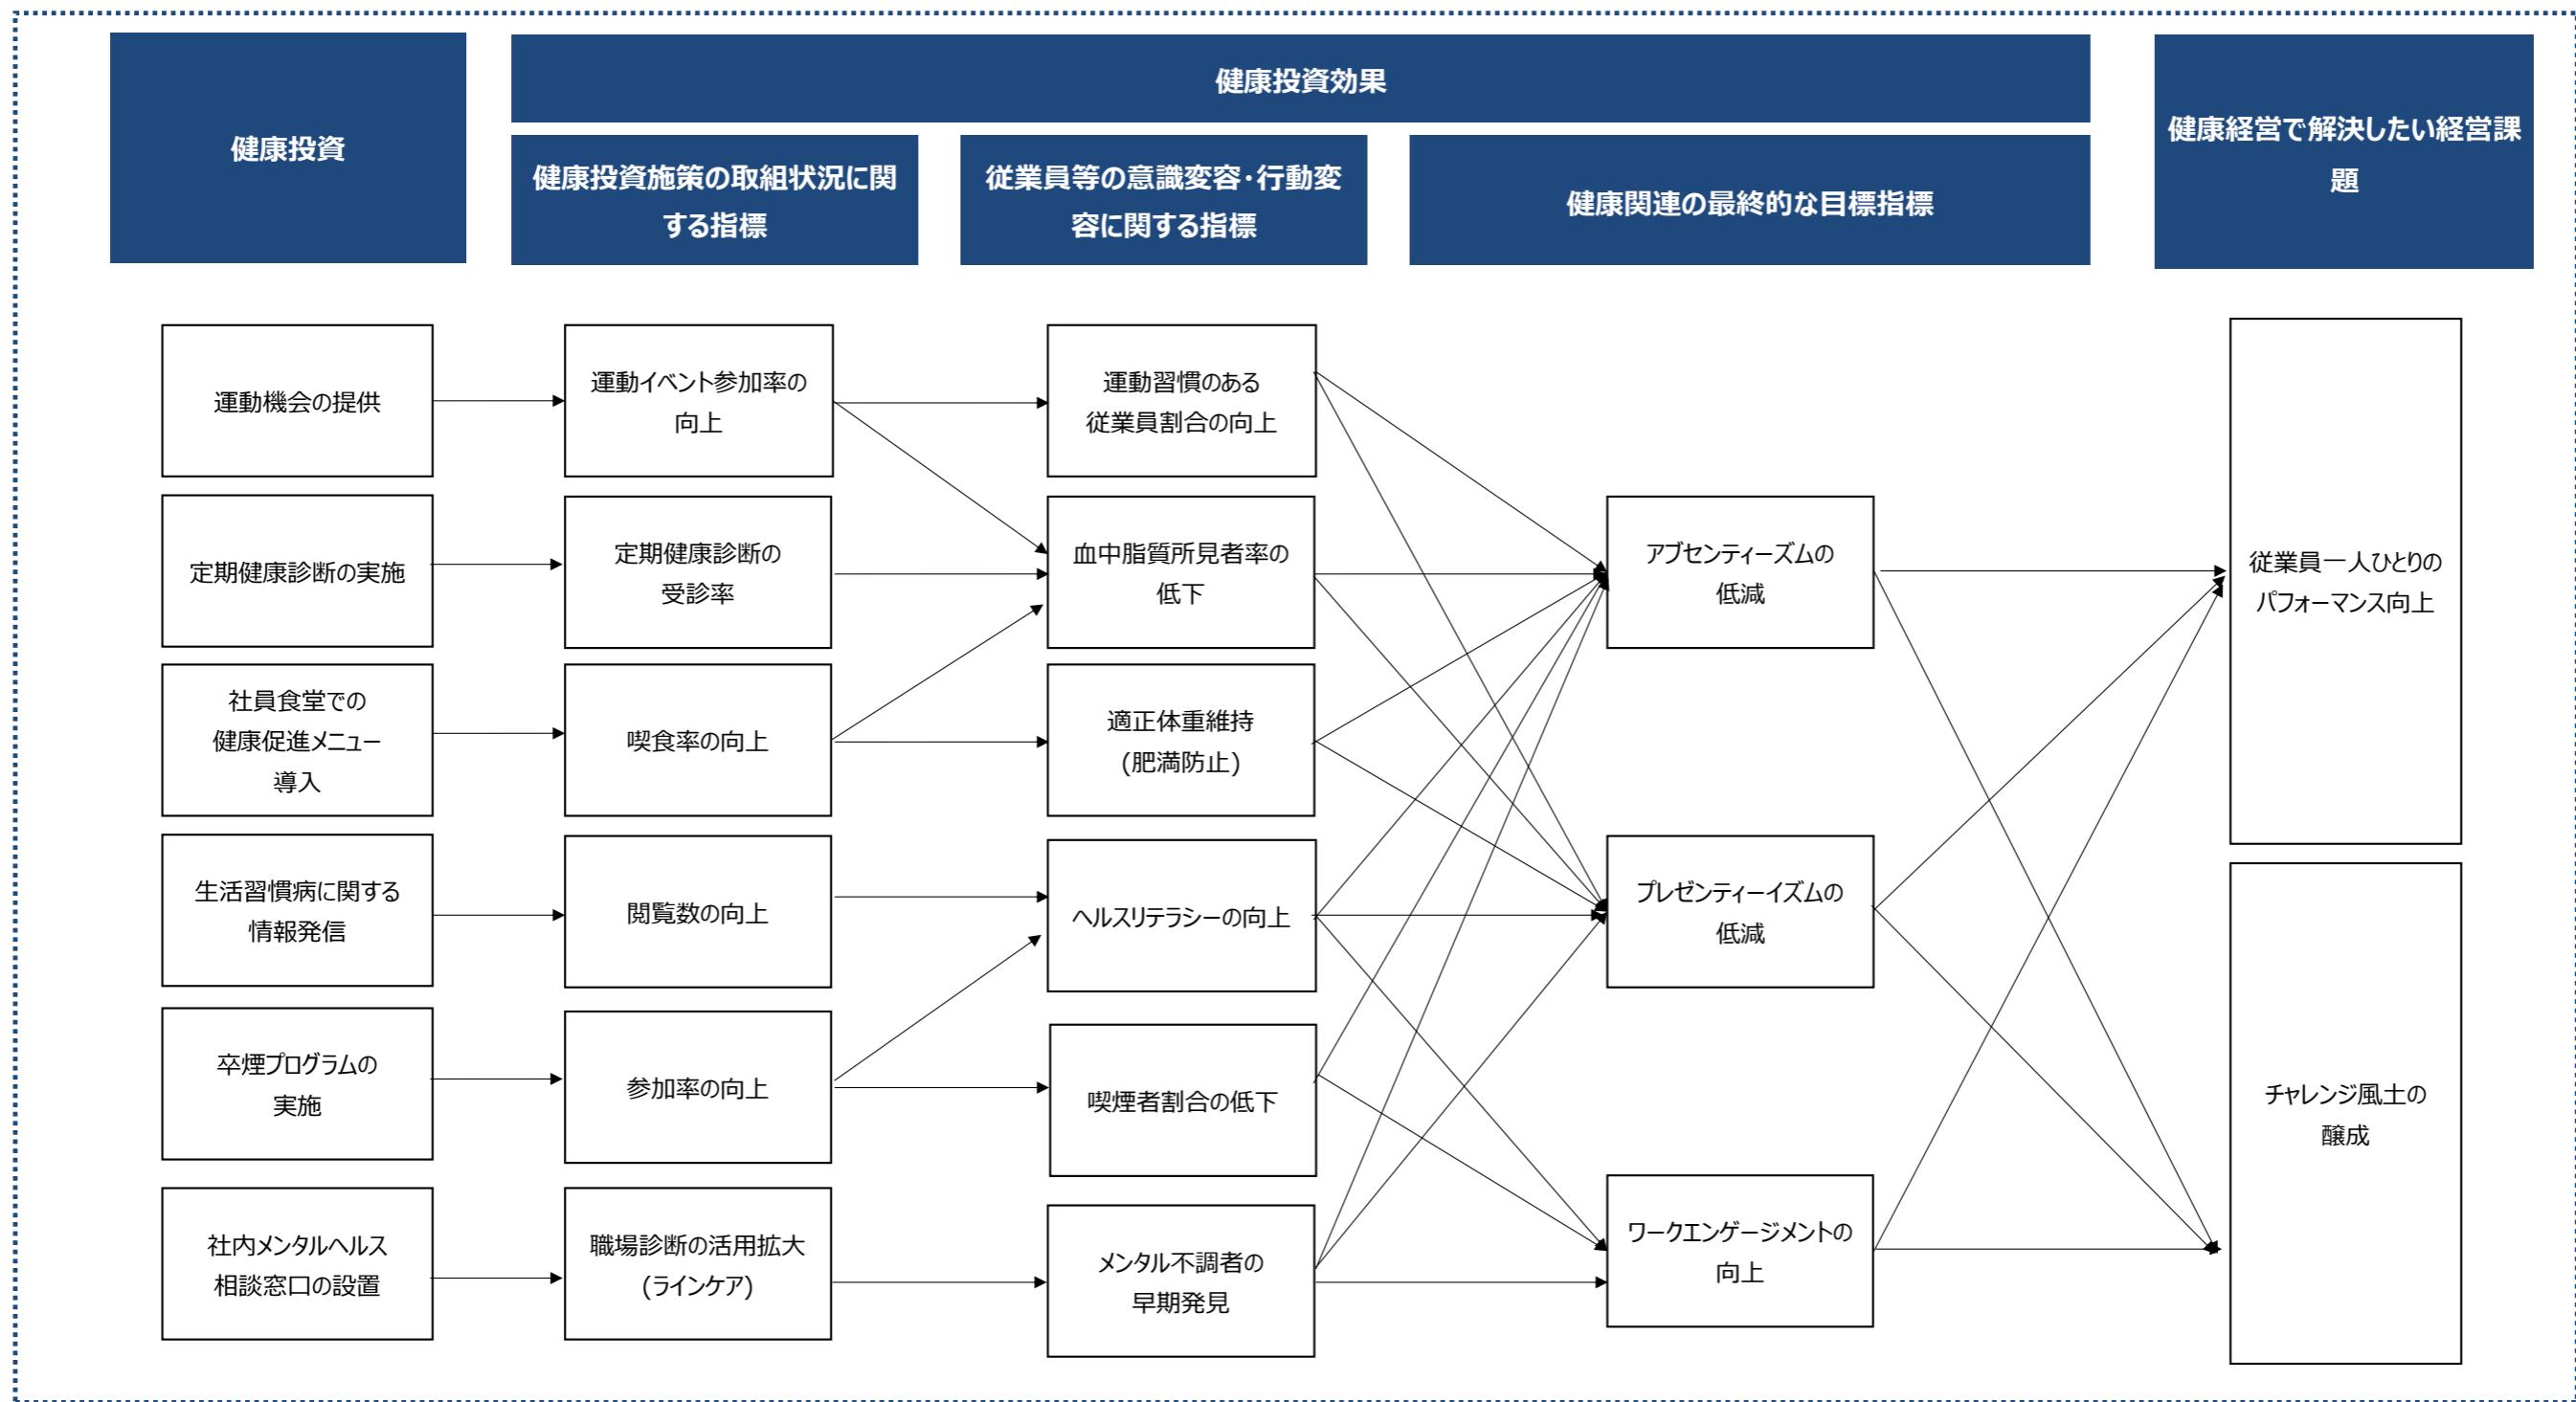 健康投資
健康投資効果
健康投資施策の取組状況に関
する指標
従業員等の意識変容・行動変
容に関する指標
健康関連の最終的な目標指標
健康経営で解決したい経営課
題
運動機会の提供
定期健康診断の実施
社員食堂での
健康促進メニュー
導入
生活習慣病に関する
情報発信
卒煙プログラムの
実施
社内メンタルヘルス
相談窓口の設置
運動イベント参加率の
向上
定期健康診断の
受診率
喫食率の向上
閲覧数の向上
参加率の向上
職場診断の活用拡大
(ラインケア)
運動習慣のある
従業員割合の向上
血中脂質所見者率の
低下
適正体重維持
(肥満防止)
ヘルスリテラシーの向上
喫煙者割合の低下
メンタル不調者の
早期発見
アブセンティーズムの
低減
プレゼンティーイズムの
低減
ワークエンゲージメントの
向上
従業員一人ひとりの
パフォーマンス向上
チャレンジ風土の
醸成